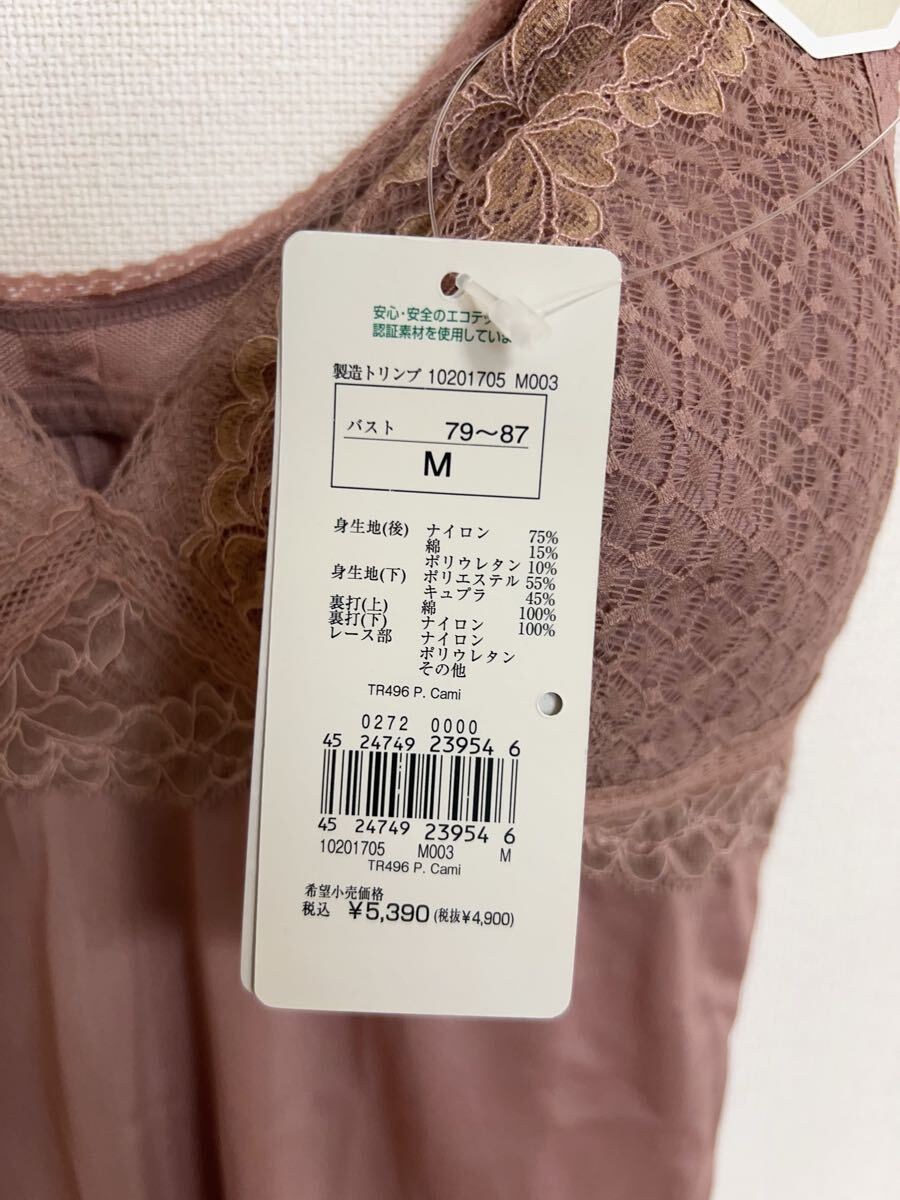 安心・安全のエコテッ
認証素材を使用していま
製造トリンプ 10201705 M003
バスト 79〜87
M
身生地(後) ナイロン 75%
綿 15%
ポリウレタン 10%
身生地(下) ポリエステル 55%
キュプラ 45%
裏打(上) 綿 100%
裏打(下) ナイロン 100%
レース部 ナイロン
ポリウレタン
その他
TR496 P. Cami
0272 0000
45 24749 23954 6
45 24749 23954 6
10201705 M003 M
TR496 P. Cami
希望小売価格
税込 ¥5,390 (税抜¥4,900)